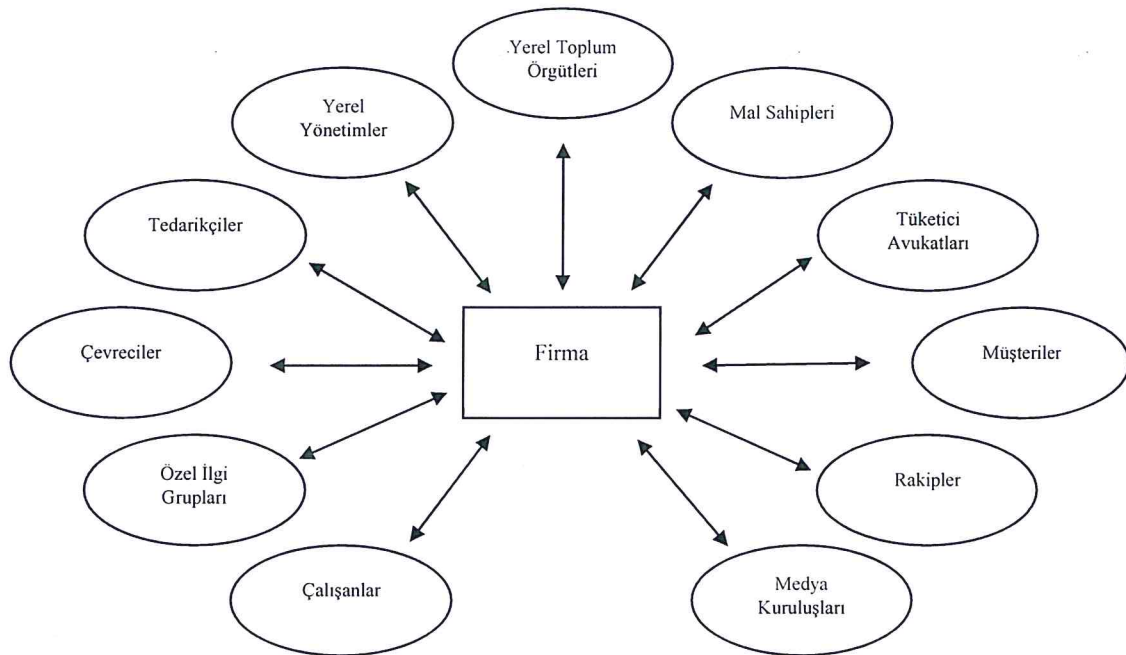 Yerel Toplum
Örgütleri
Yerel
Yönetimler
Mal Sahipleri
Tedarikçiler
Tüketici
Avukatları
Çevreciler
Firma
Müşteriler
Özel İlgi
Grupları
Rakipler
Çalışanlar
Medya
Kuruluşları